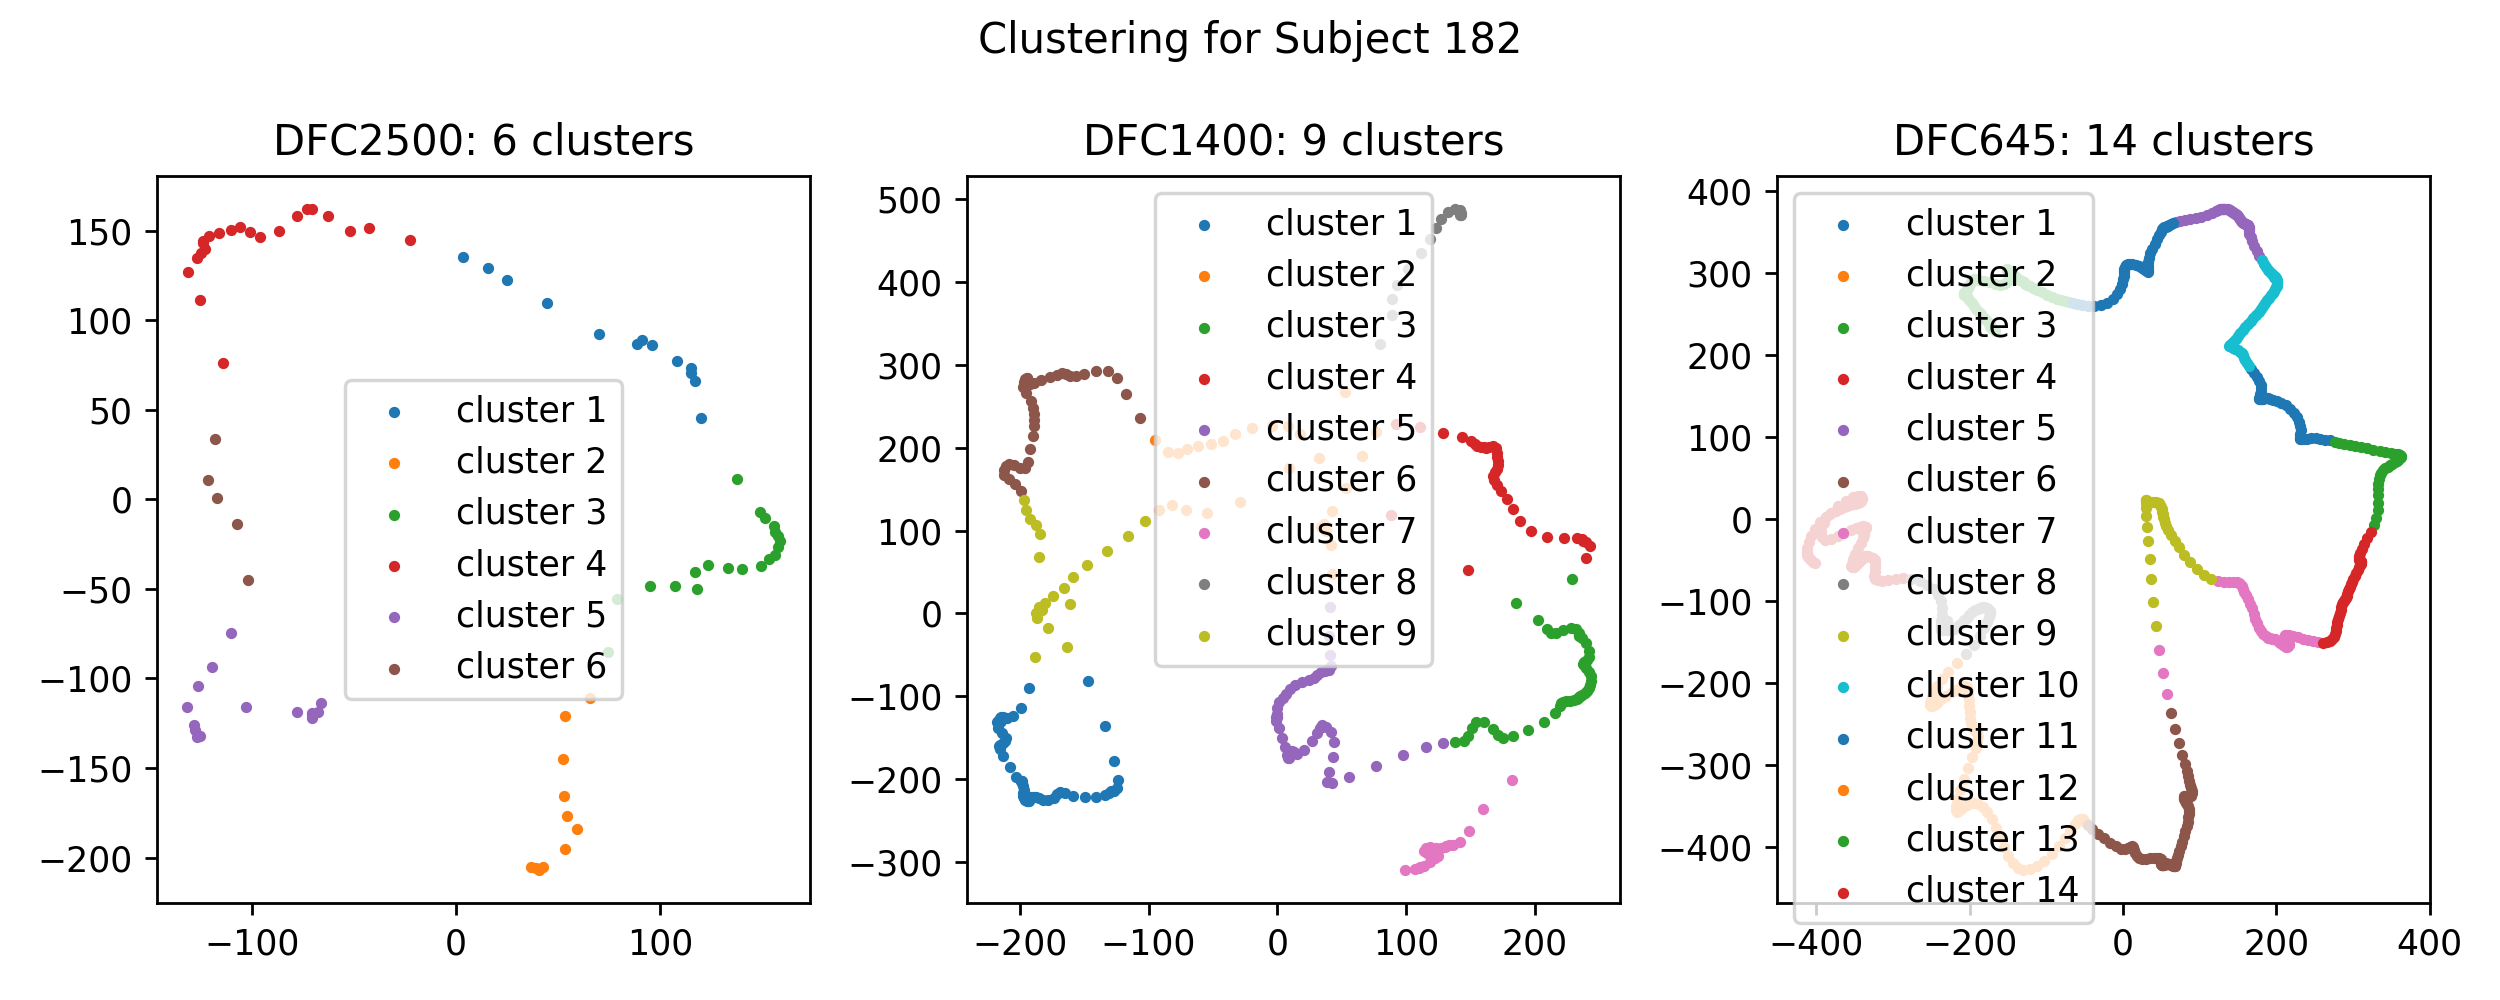 Clustering for Subject 182
DFC2500: 6 clusters
150
100
50
0
−50
−100
−150
−200
−100
0
100
cluster 1
cluster 2
cluster 3
cluster 4
cluster 5
cluster 6
DFC1400: 9 clusters
500
400
300
200
100
0
−100
−200
−300
−200
−100
0
100
200
cluster 1
cluster 2
cluster 3
cluster 4
cluster 5
cluster 6
cluster 7
cluster 8
cluster 9
DFC645: 14 clusters
400
300
200
100
0
−100
−200
−300
−400
−400
−200
0
200
400
cluster 1
cluster 2
cluster 3
cluster 4
cluster 5
cluster 6
cluster 7
cluster 8
cluster 9
cluster 10
cluster 11
cluster 12
cluster 13
cluster 14